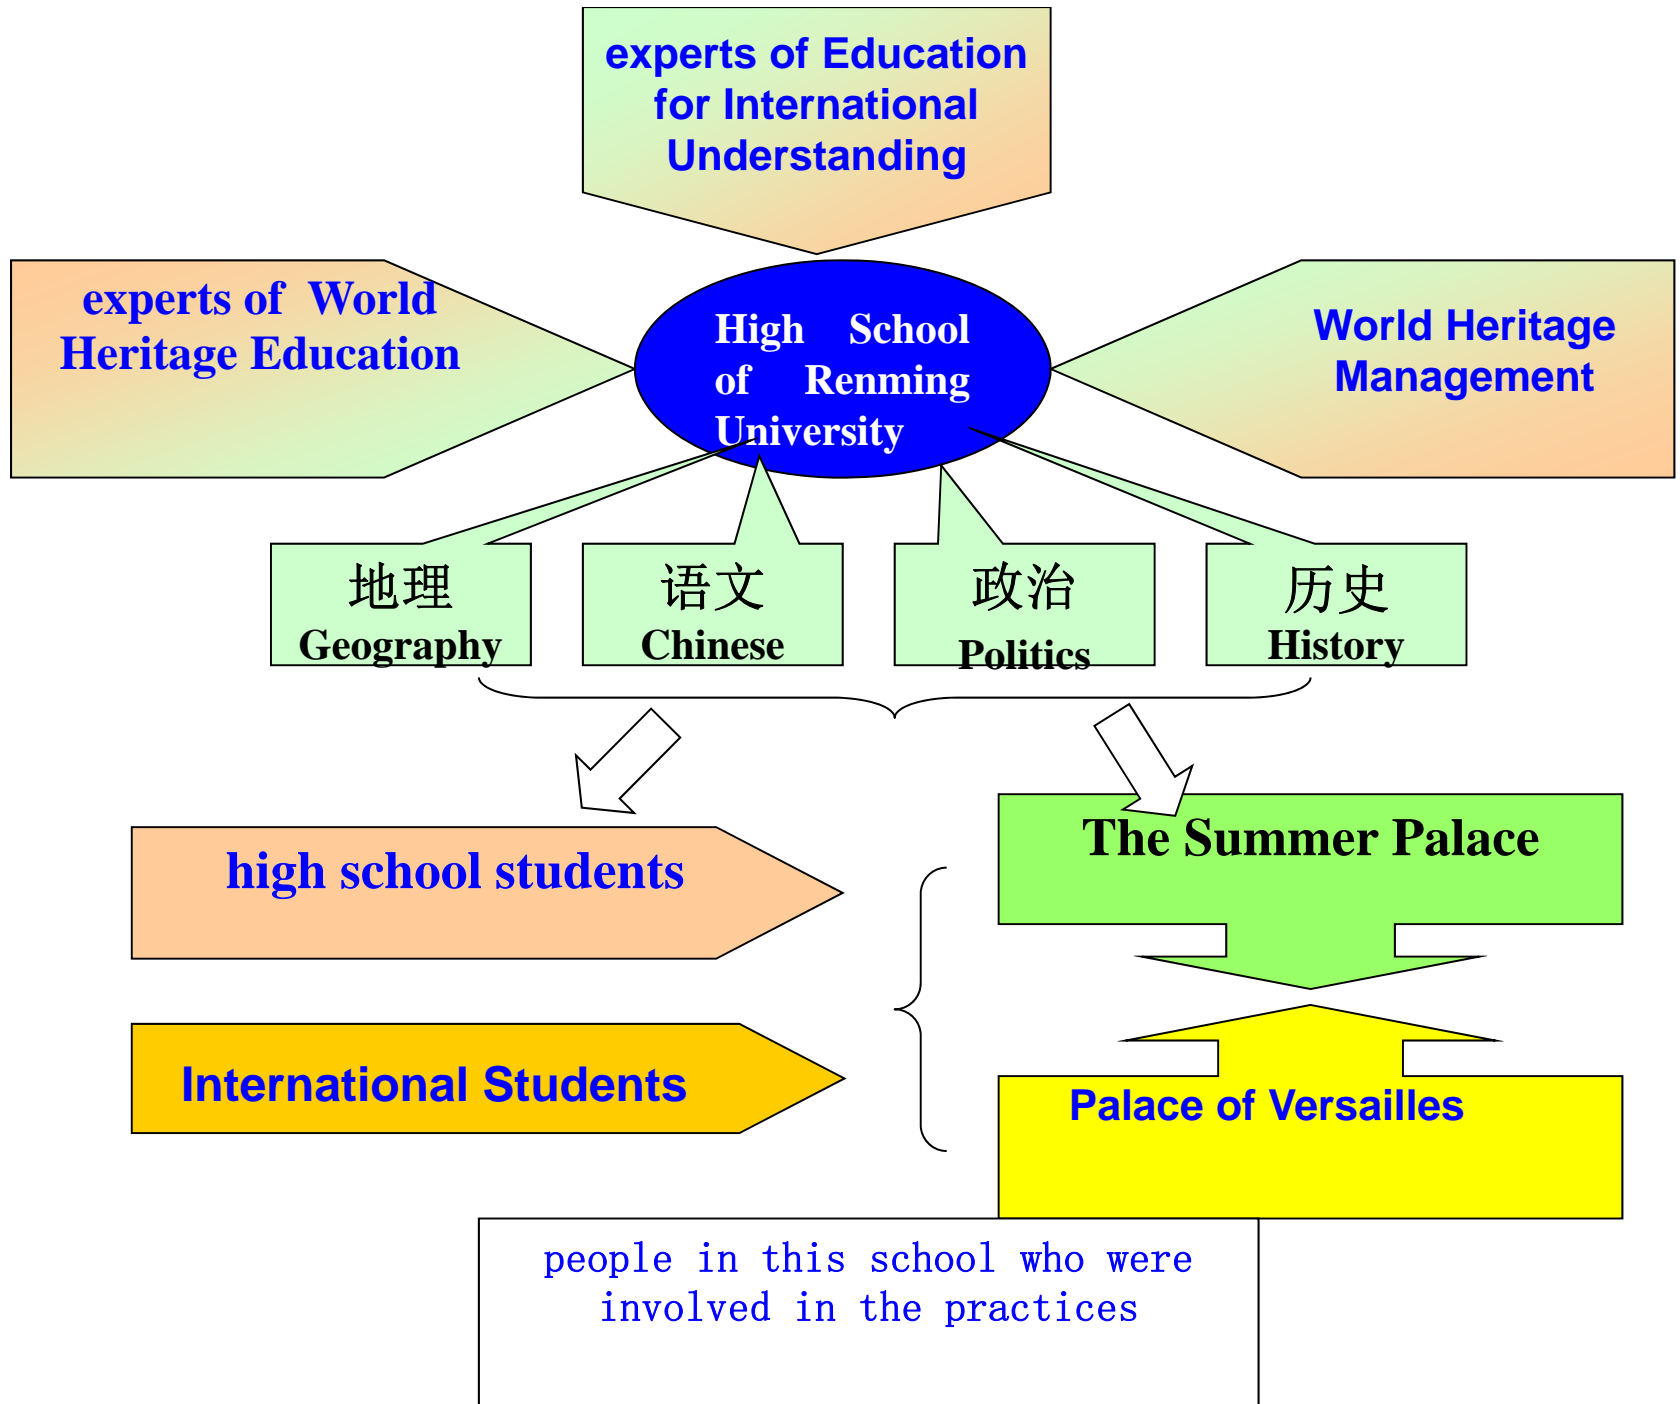 experts of Education
for International
Understanding
experts of World
Heritage Education
High School
of Renming
University
World Heritage
Management
地理
Geography
语文
Chinese
政治
Politics
历史
History
high school students
The Summer Palace
International Students
Palace of Versailles
people in this school who were
involved in the practices